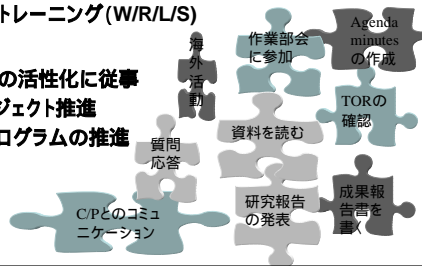 トレーニング(W/R/L/S)
の活性化に従事
ジェクト推進
ログラムの推進
海
外
活
動
作業部会
に参加
Agenda
minutes
の作成
TORの
確認
質問
応答
資料を読む
C/Pとのコミュ
ニケーション
研究報告
の発表
成果報
告書を
書く